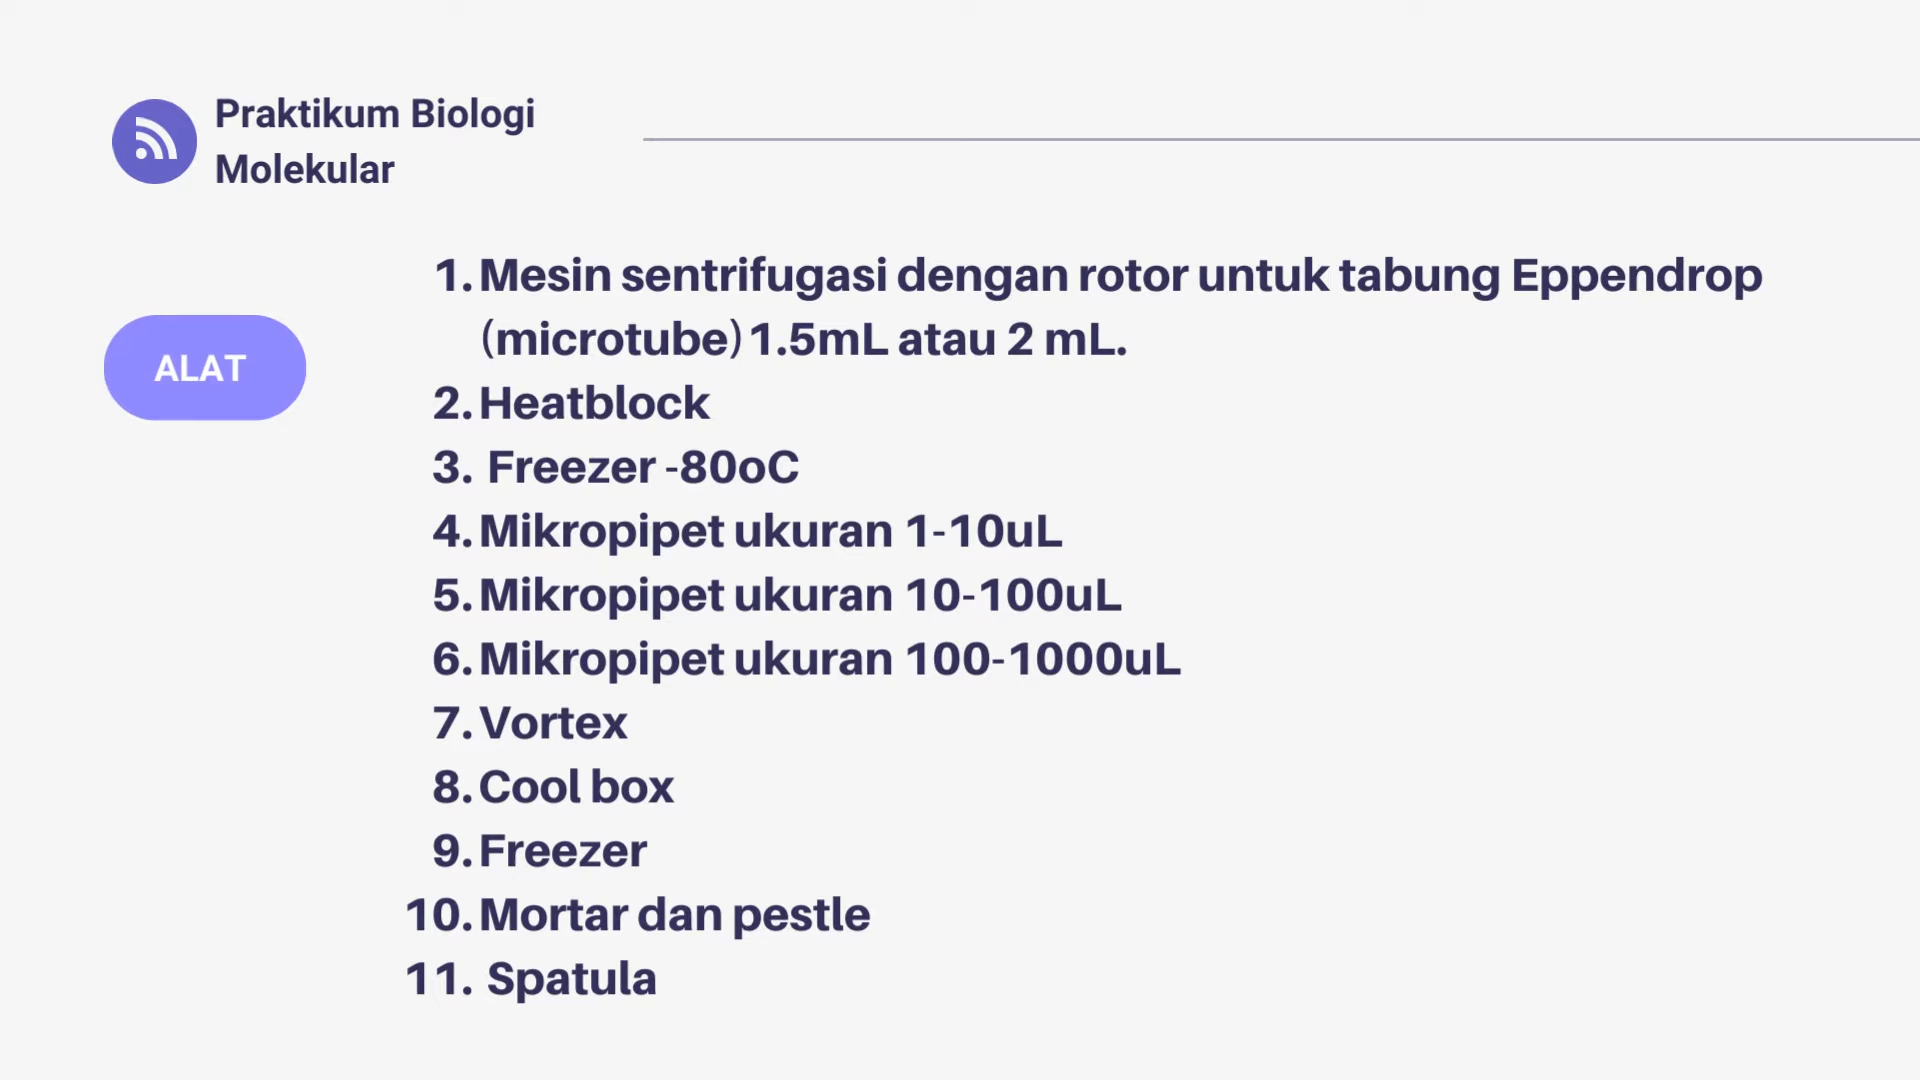 Praktikum Biologi
Molekular
ALAT
1. Mesin sentrifugasi dengan rotor untuk tabung Eppendrop
(microtube) 1.5mL atau 2 mL.
2. Heatblock
3. Freezer -80oC
4. Mikropipet ukuran 1-10uL
5. Mikropipet ukuran 10-100uL
6. Mikropipet ukuran 100-1000uL
7. Vortex
8. Cool box
9. Freezer
10. Mortar dan pestle
11. Spatula